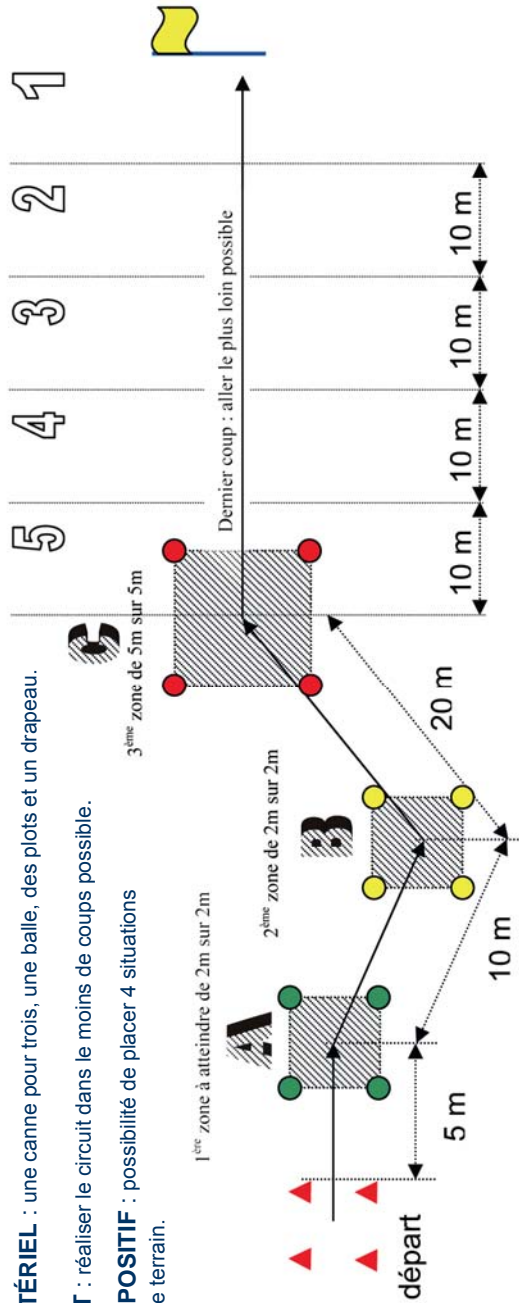 TÉRIEL : une canne pour trois, une balle, des plots et un drapeau.
T : réaliser le circuit dans le moins de coups possible.
POSITIF : possibilité de placer 4 situations
e terrain.
5 4 3 2 1
C
3ème zone de 5m sur 5m
B
2ème zone de 2m sur 2m
A
1ère zone à atteindre de 2m sur 2m
Dernier coup : aller le plus loin possible
départ
5 m
10 m
20 m
10 m
10 m
10 m
10 m